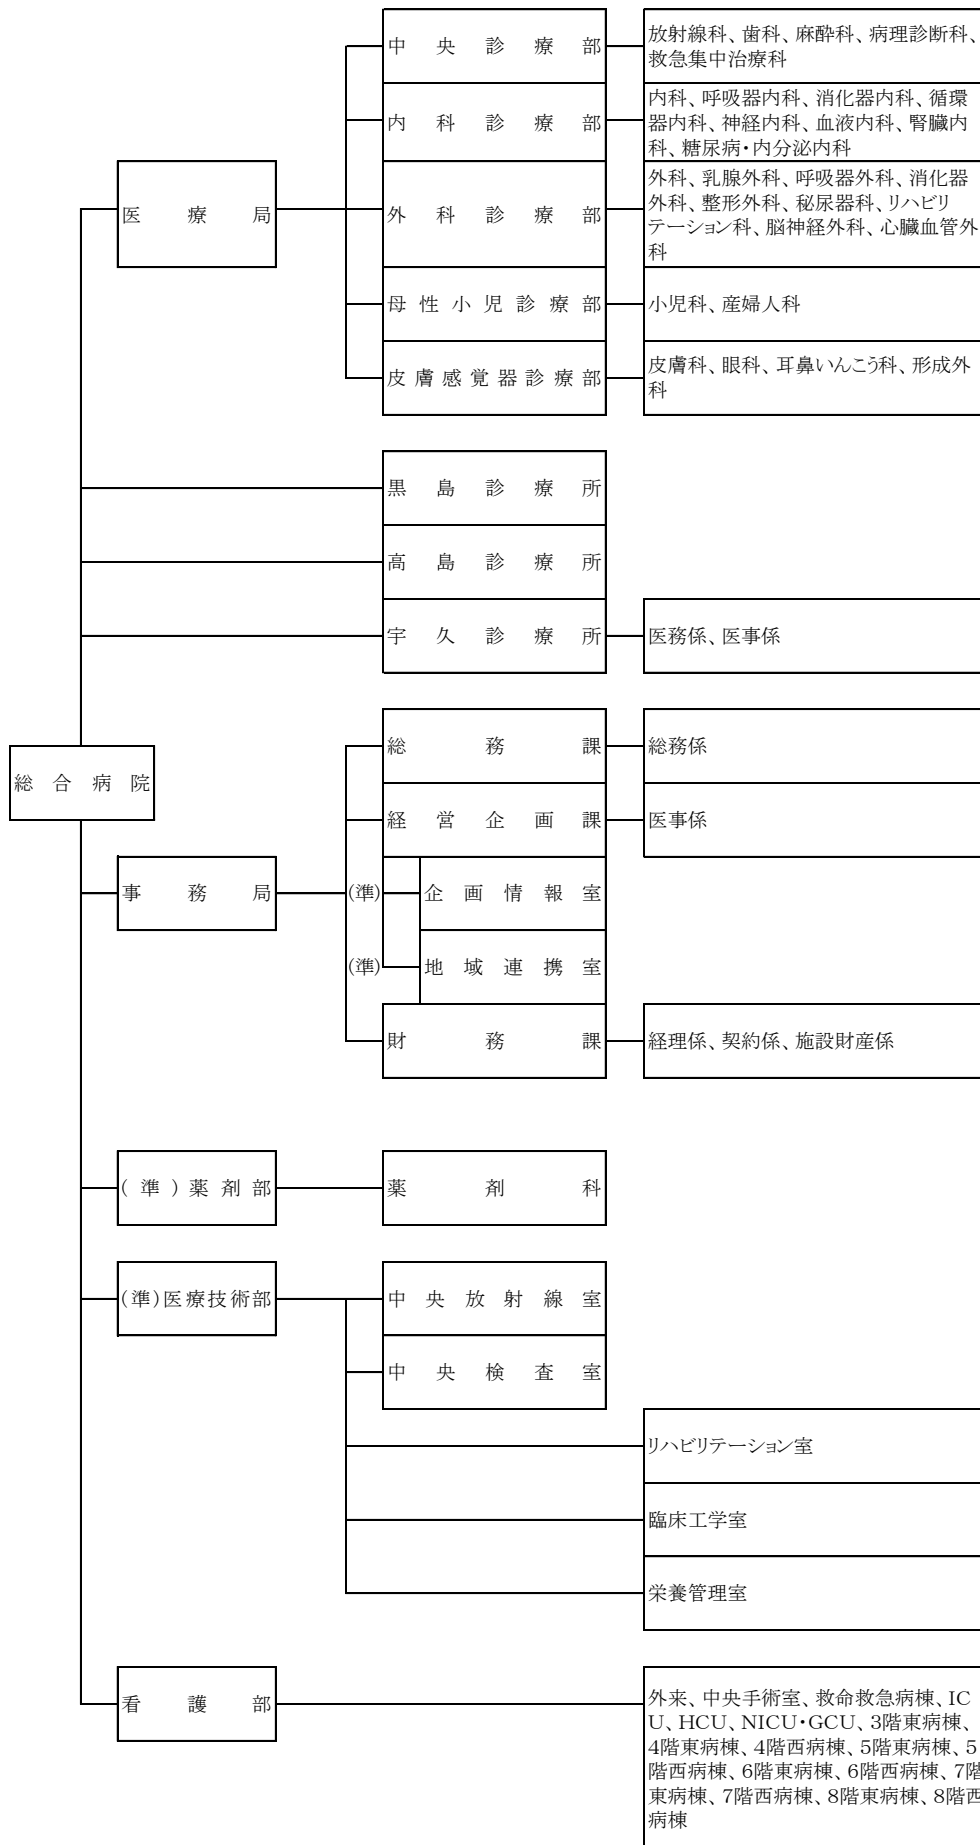 中央診療部
放射線科、歯科、麻酔科、病理診断科、
救急集中治療科
内科診療部
内科、呼吸器内科、消化器内科、循環
器内科、神経内科、血液内科、腎臓内
科、糖尿病・内分泌内科
医療局
外科診療部
外科、乳腺外科、呼吸器外科、消化器
外科、整形外科、秘尿器科、リハビリ
テーション科、脳神経外科、心臓血管外
科
母性小児診療部
小児科、産婦人科
皮膚感覚器診療部
皮膚科、眼科、耳鼻いんこう科、形成外
科
黒島診療所
高島診療所
宇久診療所
医務係、医事係
総合病院
総務課
総務係
経営企画課
医事係
事務局
(準)
企画情報室
(準)
地域連携室
財務課
経理係、契約係、施設財産係
(準)薬剤部
薬剤科
(準)医療技術部
中央放射線室
中央検査室
リハビリテーション室
臨床工学室
栄養管理室
看護部
外来、中央手術室、救命救急病棟、IC
U、HCU、NICU・GCU、3階東病棟、
4階東病棟、4階西病棟、5階東病棟、5
階西病棟、6階東病棟、6階西病棟、7階
東病棟、7階西病棟、8階東病棟、8階西
病棟